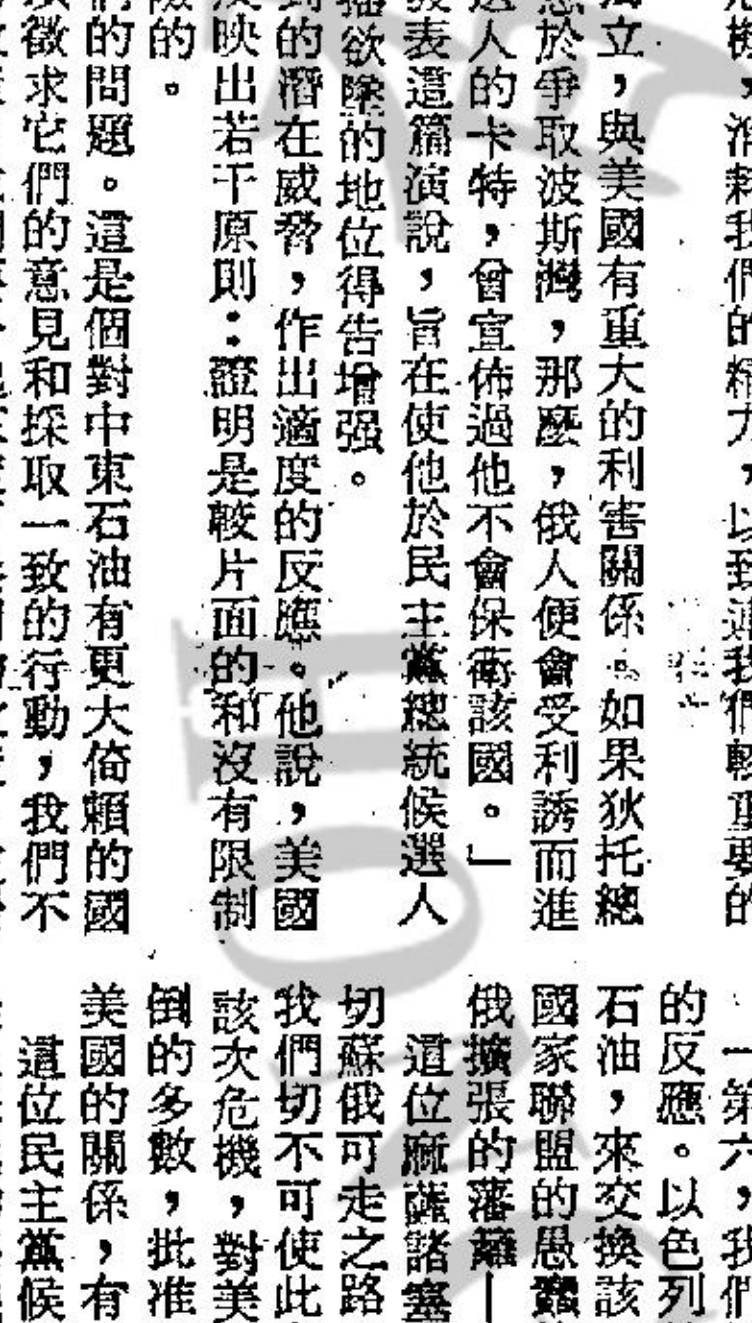 危機，消耗我們的精力，以致連我們較重要的
獨立，與美國有重大的利害關係。如果狄托總
於爭取波斯灣，那麼，俄人便會受利誘而進
選人的卡特，曾宣佈過他不會保衛該國。」
發表這篇演說，旨在使他於民主黨總統候選人
搖欲墜的地位得告增强。
到的潛在威脅，作出適度的反應。他說，美國
反映出若干原則：證明是較片面的和沒有限制
險的。
們的問題。這是個對中東石油有更大倚賴的國
須徵求它們的意見和採取一致的行動，我們不
一第六，我們
的反應。以色列
石油，來交換該
國家聯盟的愚蠢
俄擴張的藩籬—
這位麻薩諸塞
切蘇俄可走之路
我們切不可使此
該次危機，對美
倒的多數，批准
美國的關係，有
這位民主黨候